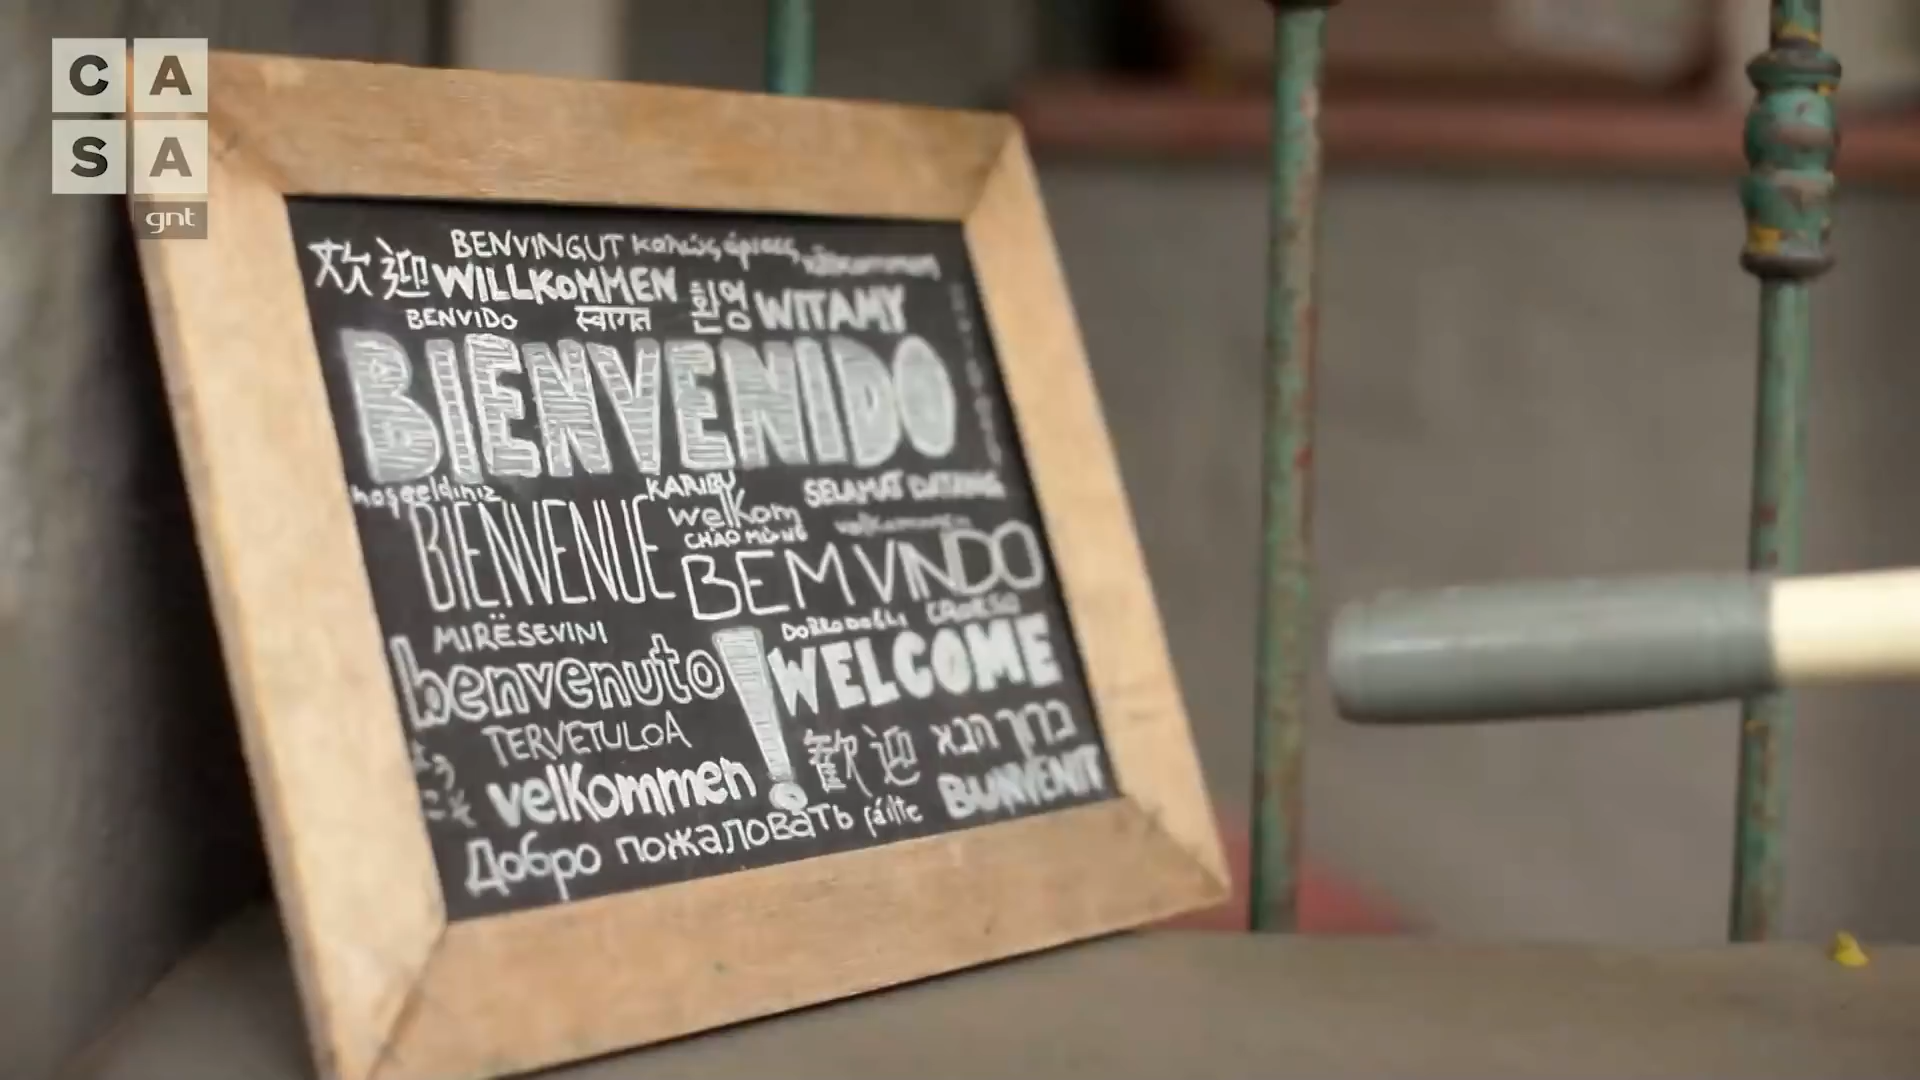 CASA
gnt
BENVINGUT
欢迎 WILLKOMMEN
BENVIDO स्वागत 환영 WITAMY
BIENVENIDO
hoşgeldiniz KARIBU SELAMAT DATANG
BIENVENUE welkom
CHÀO MỪNG
BEM VINDO
MIRËSEVINI
benvenuto ! WELCOME
TERVETULOA 歡迎 ברוך הבא
velkommen BUNVENIT
Добро пожаловать fáilte